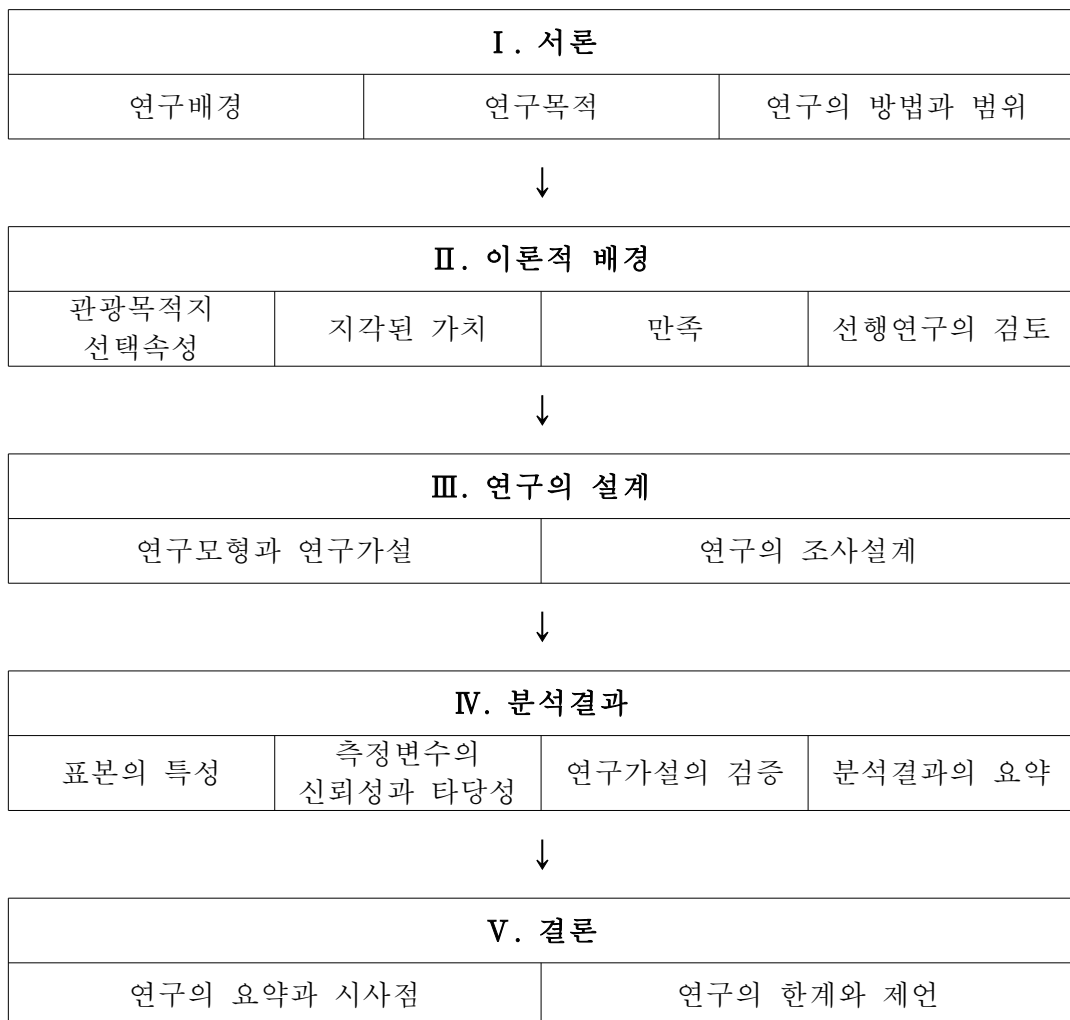 Ⅰ. 서론
연구배경 연구목적 연구의 방법과 범위
↓
Ⅱ. 이론적 배경
관광목적지
선택속성 지각된 가치 만족 선행연구의 검토
↓
Ⅲ. 연구의 설계
연구모형과 연구가설 연구의 조사설계
↓
Ⅳ. 분석결과
표본의 특성 측정변수의
신뢰성과 타당성 연구가설의 검증 분석결과의 요약
↓
Ⅴ. 결론
연구의 요약과 시사점 연구의 한계와 제언